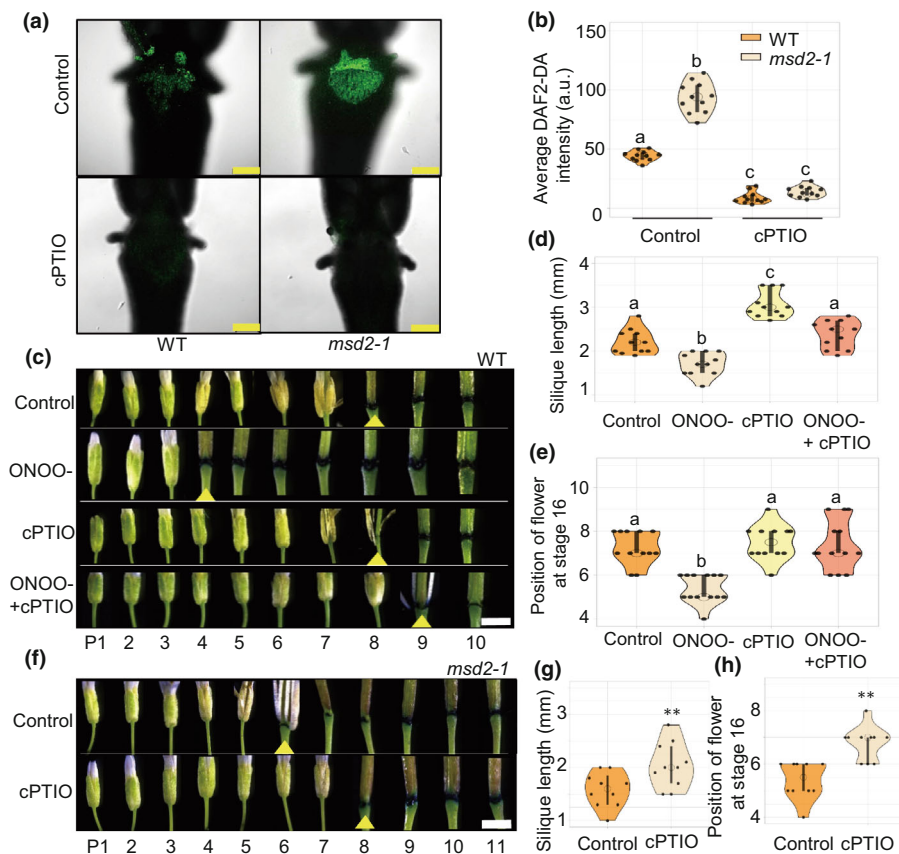 (a)
Control
cPTIO
WT
msd2-1
(b)
Average DAF2-DA
intensity (a.u.)
WT
msd2-1
100
50
0
a
b
c
c
Control
cPTIO
(c)
WT
Control
ONOO-
cPTIO
ONOO-
+cPTIO
P1 2 3 4 5 6 7 8 9 10
(d)
Silique length (mm)
4
3
2
1
a
b
c
a
Control ONOO- cPTIO ONOO-
+ cPTIO
(e)
Position of flower
at stage 16
10
8
6
4
a
b
a
a
Control ONOO- cPTIO ONOO-
+cPTIO
(f)
msd2-1
Control
cPTIO
P1 2 3 4 5 6 7 8 9 10 11
(g)
Silique length (mm)
3
2
1
**
Control cPTIO
(h)
Position of flower
at stage 16
8
6
4
**
Control cPTIO